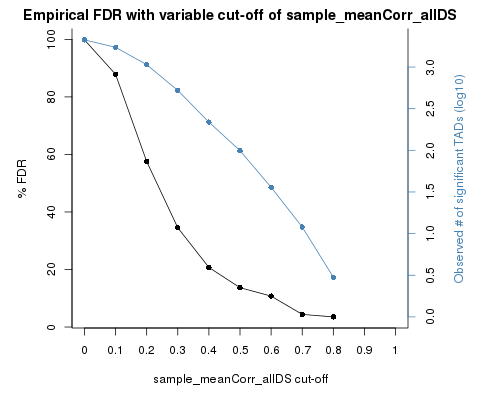 Empirical FDR with variable cut-off of sample_meanCorr_allDS
100
80
60
40
20
0
% FDR
3.0
2.5
2.0
1.5
1.0
0.5
0.0
Observed # of significant TADs (log10)
0 0.1 0.2 0.3 0.4 0.5 0.6 0.7 0.8 0.9 1
sample_meanCorr_allDS cut-off